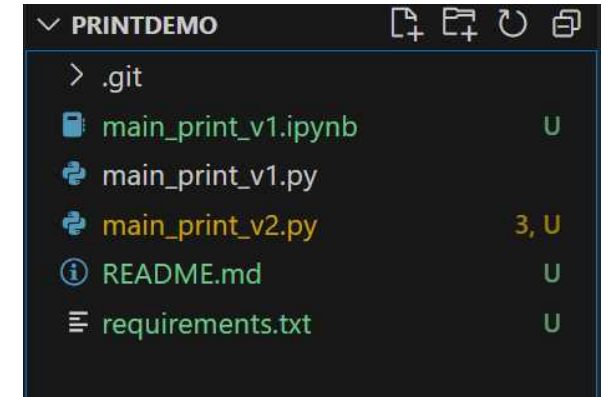 PRINTDEMO
.git
main_print_v1.ipynb U
main_print_v1.py
main_print_v2.py 3, U
README.md U
requirements.txt U